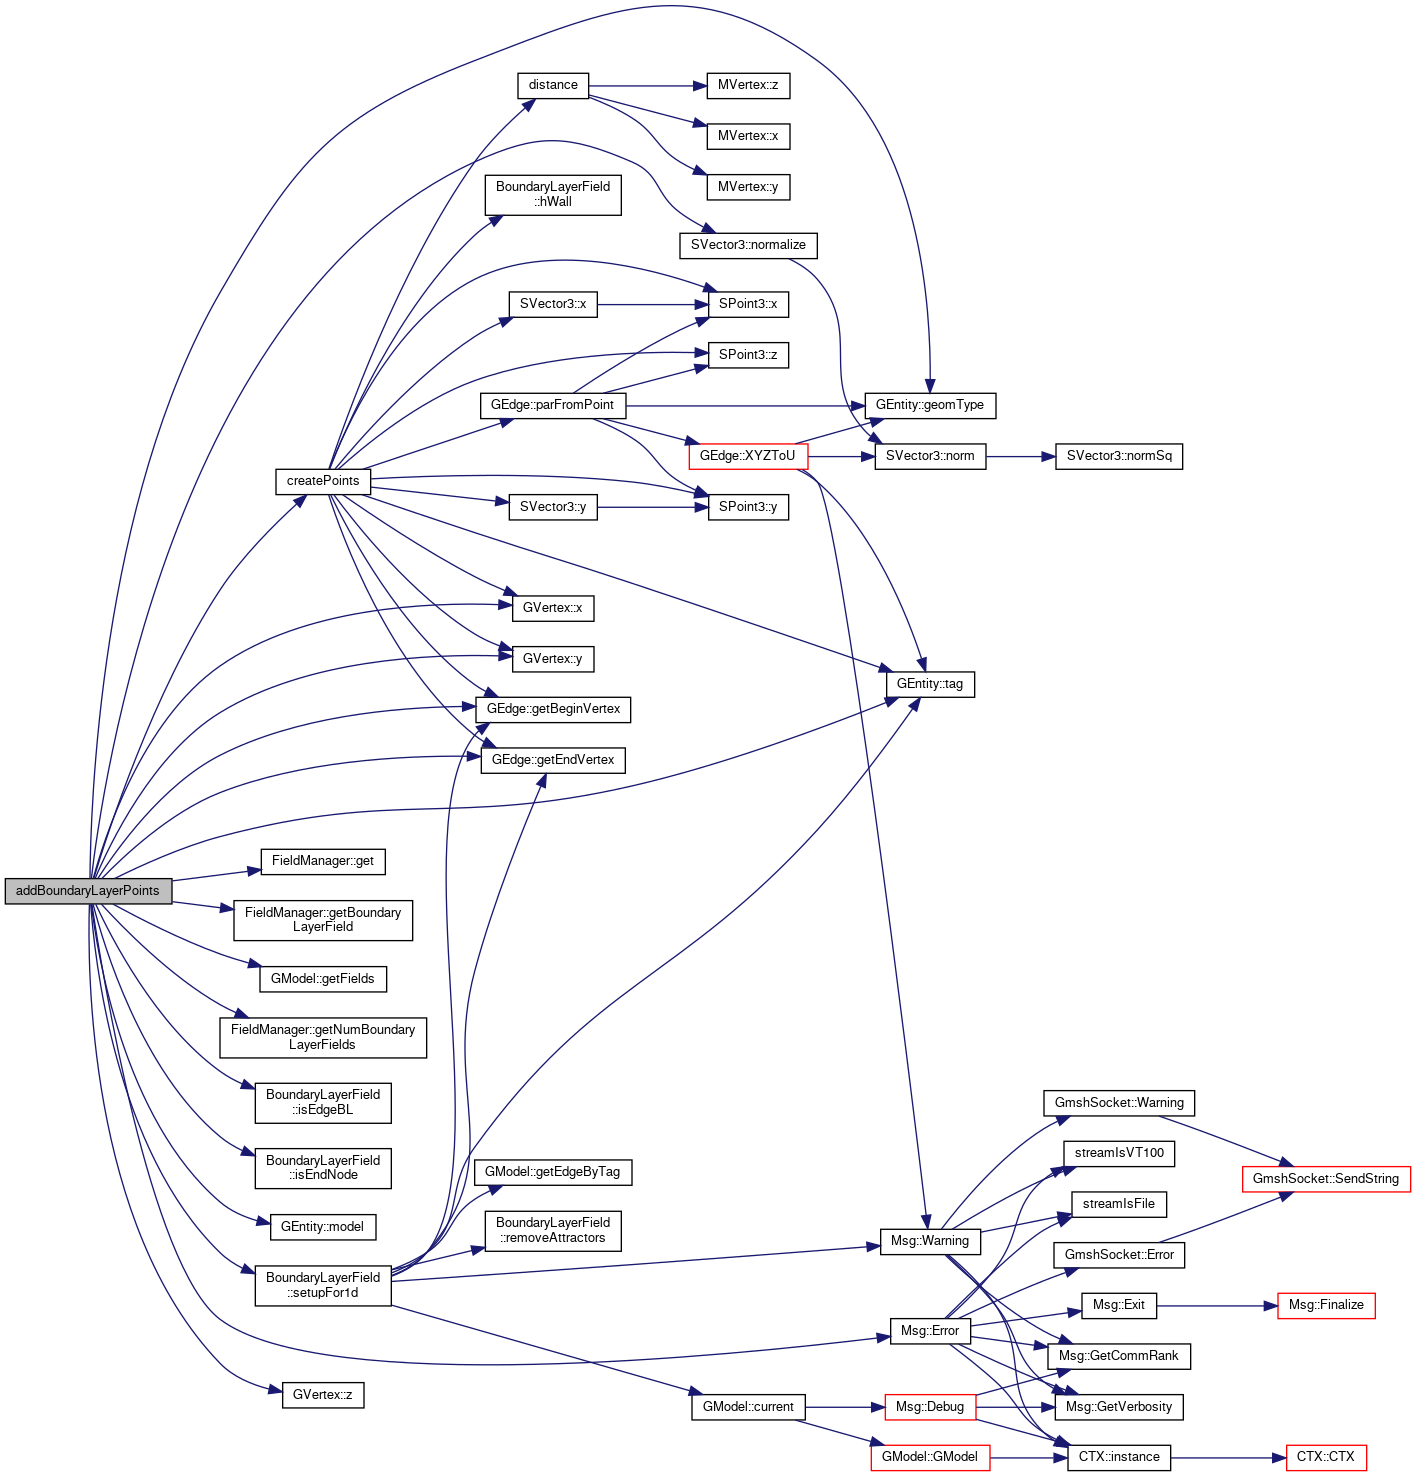 distance
MVertex::z
MVertex::x
MVertex::y
BoundaryLayerField
::hWall
SVector3::normalize
SVector3::x
SPoint3::x
SPoint3::z
GEdge::parFromPoint
GEntity::geomType
GEdge::XYZToU
SVector3::norm
SVector3::normSq
createPoints
SVector3::y
SPoint3::y
GVertex::x
GVertex::y
GEntity::tag
GEdge::getBeginVertex
GEdge::getEndVertex
FieldManager::get
addBoundaryLayerPoints
FieldManager::getBoundary
LayerField
GModel::getFields
FieldManager::getNumBoundary
LayerFields
BoundaryLayerField
::isEdgeBL
BoundaryLayerField
::isEndNode
GEntity::model
BoundaryLayerField
::setupFor1d
GVertex::z
GModel::getEdgeByTag
BoundaryLayerField
::removeAttractors
GmshSocket::Warning
streamIsVT100
GmshSocket::SendString
streamIsFile
Msg::Warning
GmshSocket::Error
Msg::Exit
Msg::Finalize
Msg::Error
Msg::GetCommRank
GModel::current
Msg::Debug
Msg::GetVerbosity
GModel::GModel
CTX::instance
CTX::CTX